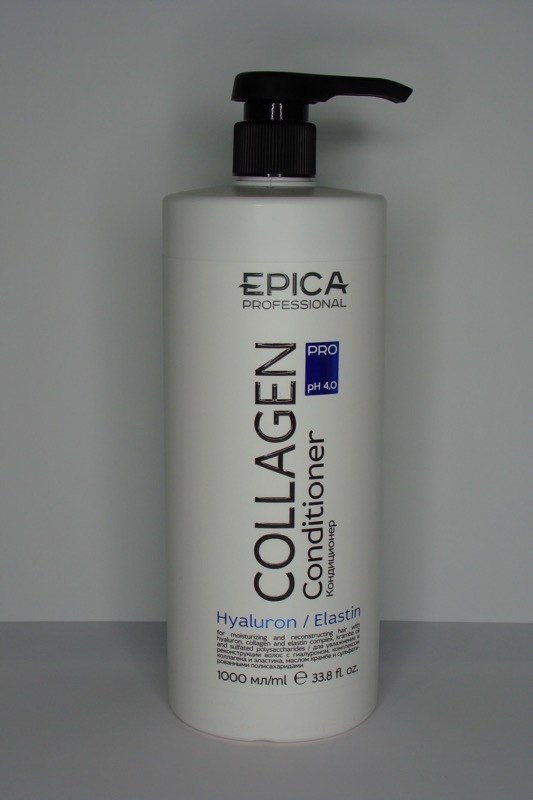 EPICA
PROFESSIONAL
PRO
pH 4,0
COLLAGEN
Conditioner
Кондиционер
Hyaluron / Elastin
for moisturizing and reconstructing hair with
hyaluron, collagen and elastin complex, krambe oil
and sulfated polysaccharides / для увлажнения и
реконструкции волос с гиалуроном, комплексом
коллагена и эластина, маслом крамбе и сульфати-
рованными полисахаридами
1000 мл/ml ℮ 33.8 fl. oz.